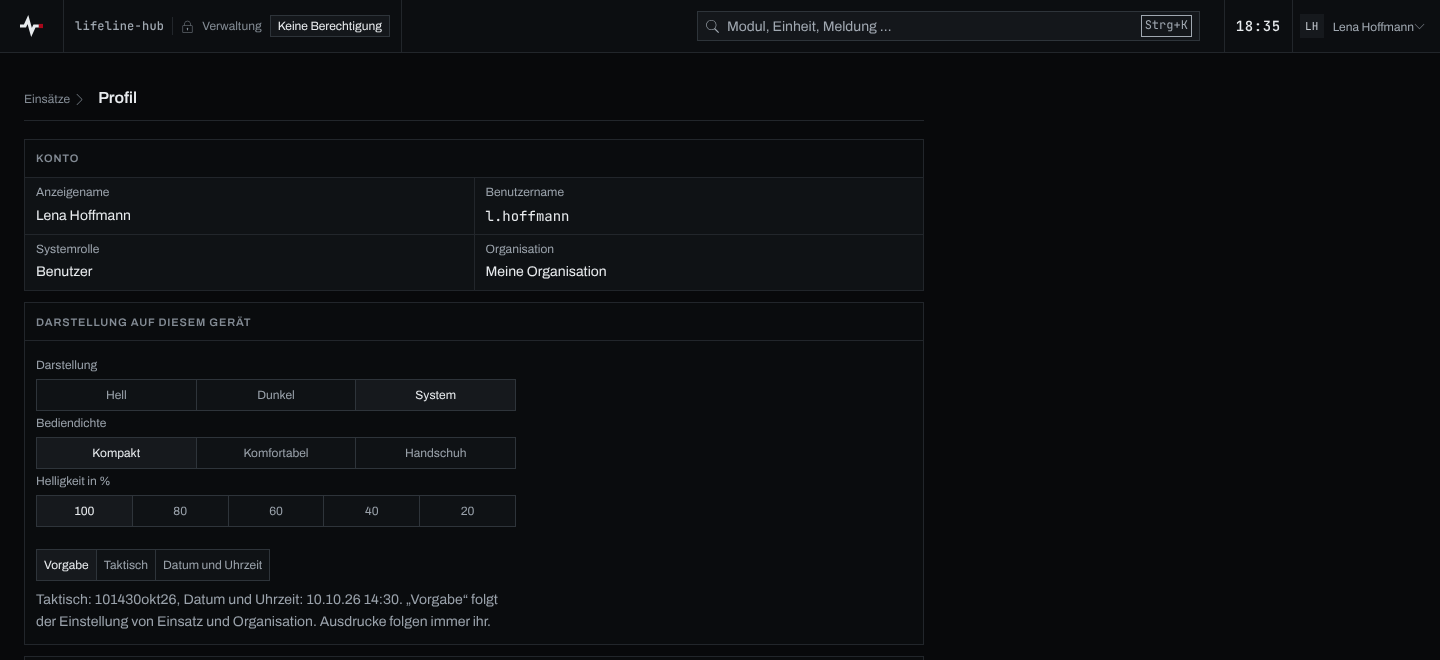 lifeline-hub Verwaltung Keine Berechtigung Modul, Einheit, Meldung ... Strg+K 18:35 LH Lena Hoffmann
Einsätze Profil
KONTO
Anzeigename Benutzername
Lena Hoffmann l.hoffmann
Systemrolle Organisation
Benutzer Meine Organisation
DARSTELLUNG AUF DIESEM GERÄT
Darstellung
Hell Dunkel System
Bediendichte
Kompakt Komfortabel Handschuh
Helligkeit in %
100 80 60 40 20
Vorgabe Taktisch Datum und Uhrzeit
Taktisch: 101430okt26, Datum und Uhrzeit: 10.10.26 14:30. „Vorgabe“ folgt
der Einstellung von Einsatz und Organisation. Ausdrucke folgen immer ihr.